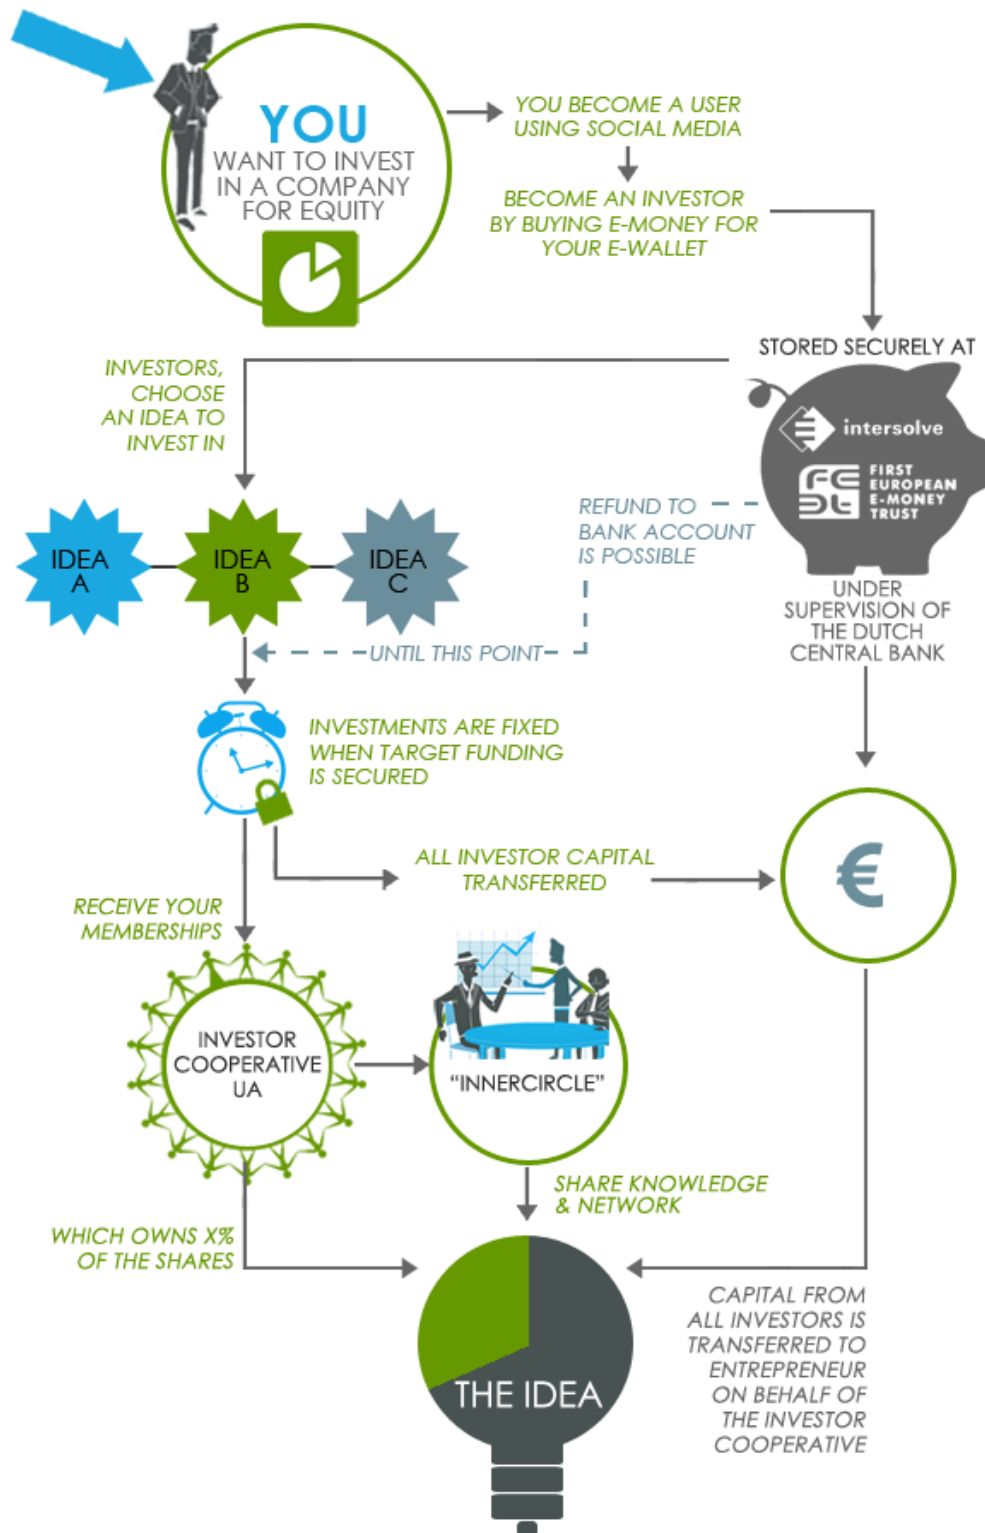 YOU
WANT TO INVEST
IN A COMPANY
FOR EQUITY
YOU BECOME A USER
USING SOCIAL MEDIA
BECOME AN INVESTOR
BY BUYING E-MONEY FOR
YOUR E-WALLET
STORED SECURELY AT
intersolve
FIRST
EUROPEAN
E-MONEY
TRUST
UNDER
SUPERVISION OF
THE DUTCH
CENTRAL BANK
INVESTORS,
CHOOSE
AN IDEA TO
INVEST IN
IDEA
A
IDEA
B
IDEA
C
REFUND TO
BANK ACCOUNT
IS POSSIBLE
UNTIL THIS POINT
INVESTMENTS ARE FIXED
WHEN TARGET FUNDING
IS SECURED
ALL INVESTOR CAPITAL
TRANSFERRED
€
RECEIVE YOUR
MEMBERSHIPS
INVESTOR
COOPERATIVE
UA
“INNERCIRCLE”
SHARE KNOWLEDGE
& NETWORK
WHICH OWNS X%
OF THE SHARES
THE IDEA
CAPITAL FROM
ALL INVESTORS IS
TRANSFERRED TO
ENTREPRENEUR
ON BEHALF OF
THE INVESTOR
COOPERATIVE